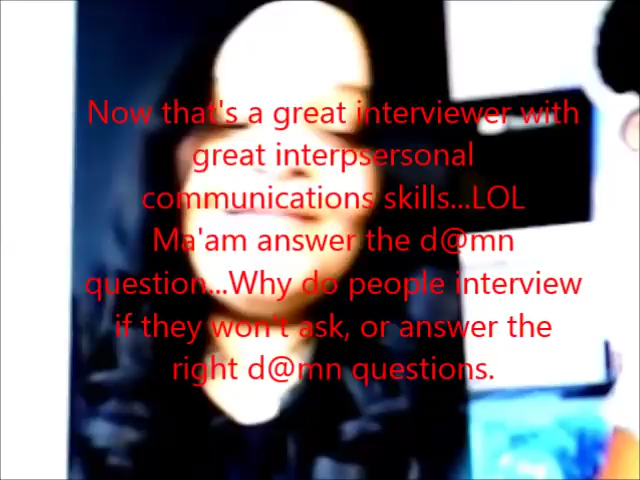 Now that's a great interviewer with
great interpsersonal
communications skills...LOL
Ma'am answer the d@mn
question...Why do people interview
if they won't ask, or answer the
right d@mn questions.